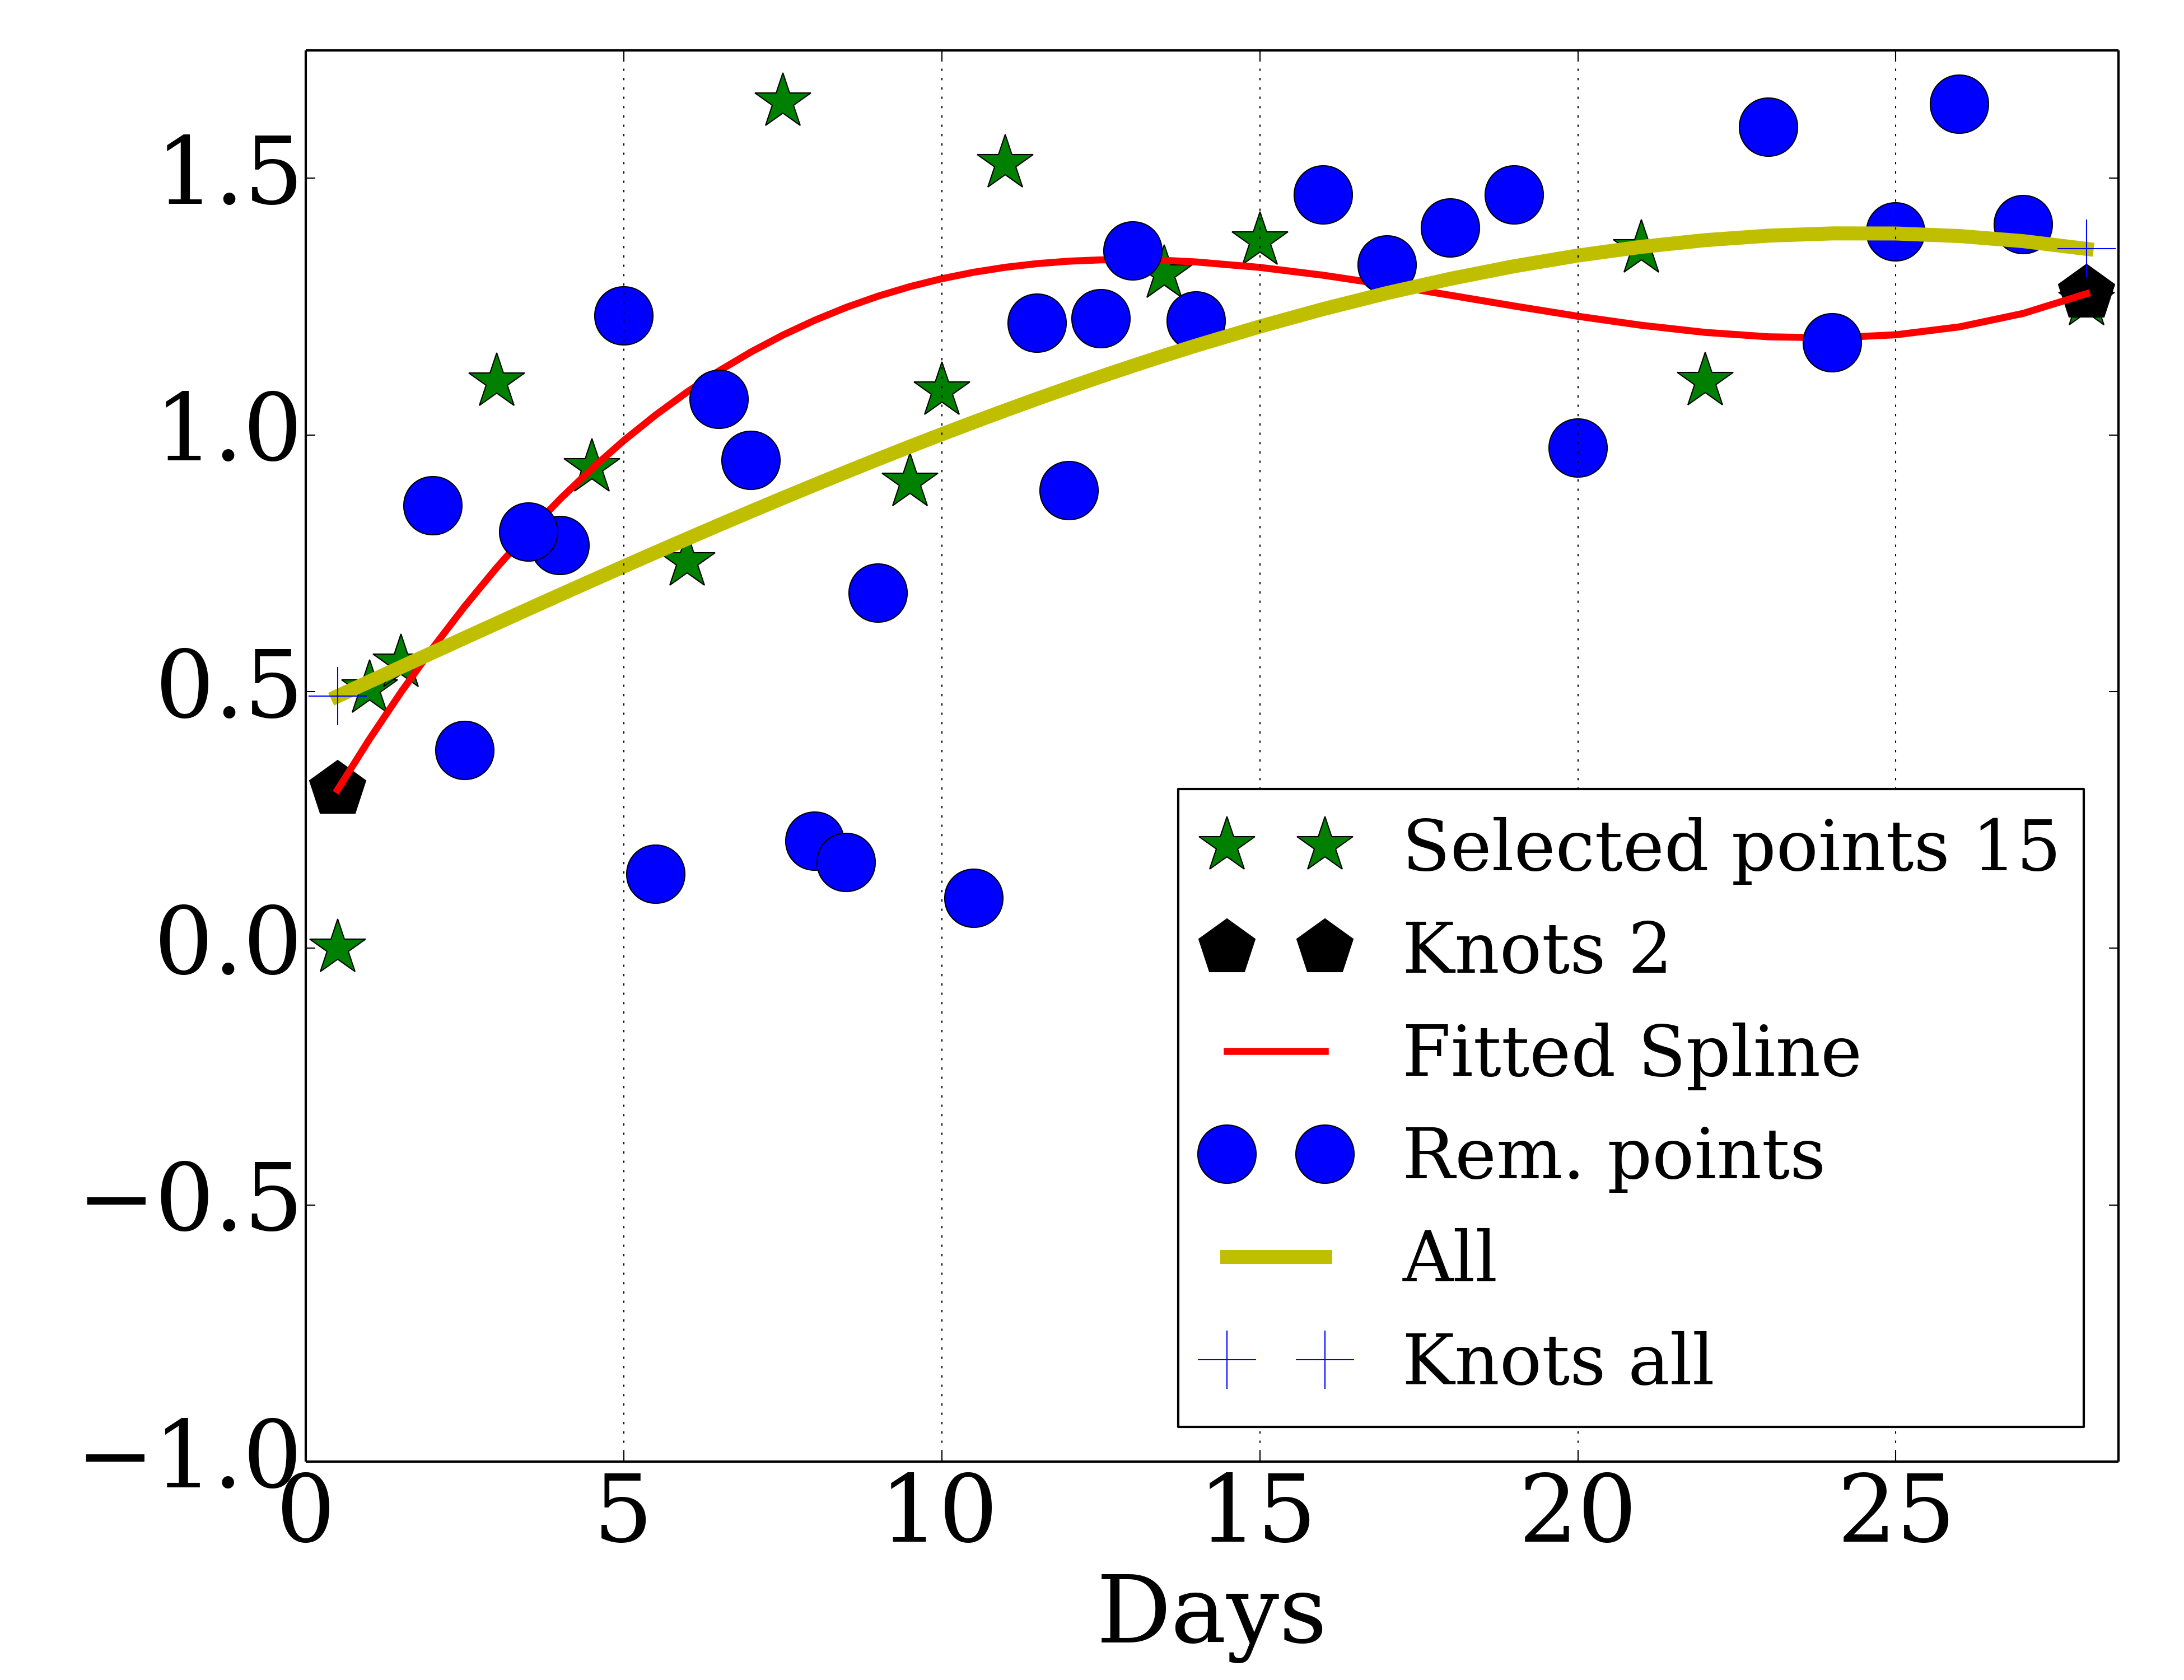 1.5
1.0
0.5
0.0
−0.5
−1.0
0 5 10 15 20 25
Days
Selected points 15
Knots 2
Fitted Spline
Rem. points
All
Knots all